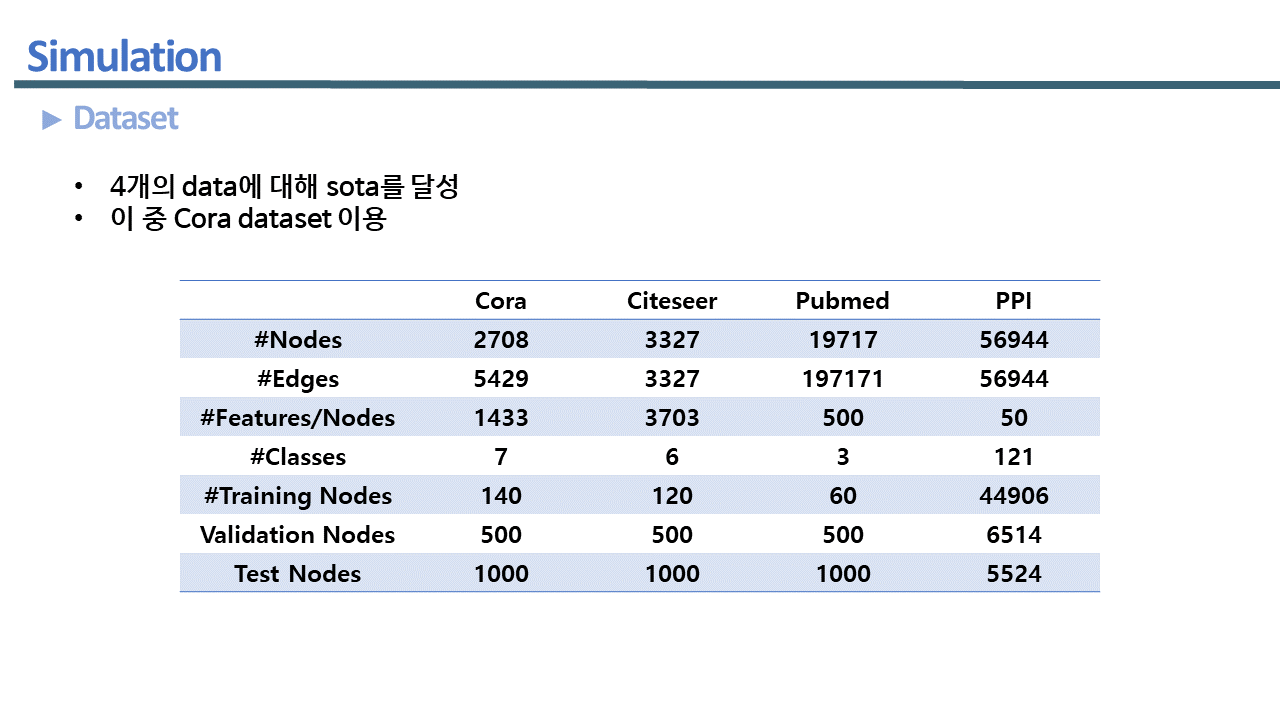 Simulation
► Dataset
• 4개의 data에 대해 sota를 달성
• 이 중 Cora dataset 이용
Cora Citeseer Pubmed PPI
#Nodes 2708 3327 19717 56944
#Edges 5429 3327 197171 56944
#Features/Nodes 1433 3703 500 50
#Classes 7 6 3 121
#Training Nodes 140 120 60 44906
Validation Nodes 500 500 500 6514
Test Nodes 1000 1000 1000 5524